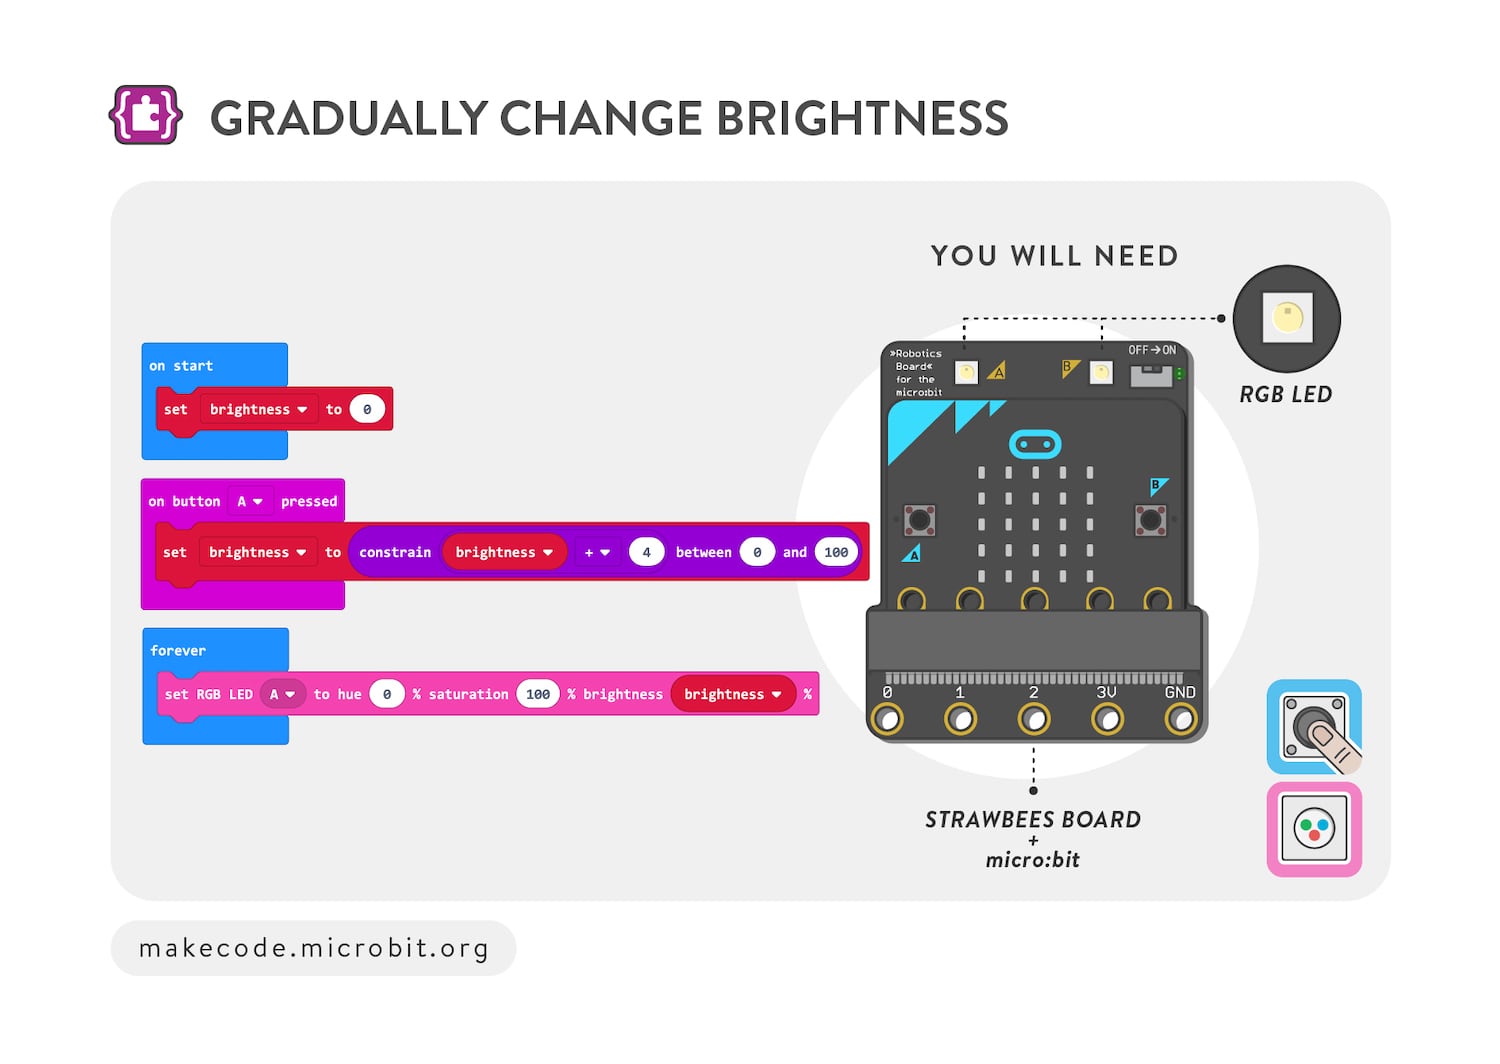 GRADUALLY CHANGE BRIGHTNESS
YOU WILL NEED
RGB LED
on start
set brightness to 0
on button A pressed
set brightness to constrain brightness + 4 between 0 and 100
forever
set RGB LED A to hue 0 % saturation 100 % brightness brightness %
»Robotics
Board«
for the
micro:bit
A
B
OFF→ON
B
A
0 1 2 3V GND
STRAWBEES BOARD
+
micro:bit
makecode.microbit.org